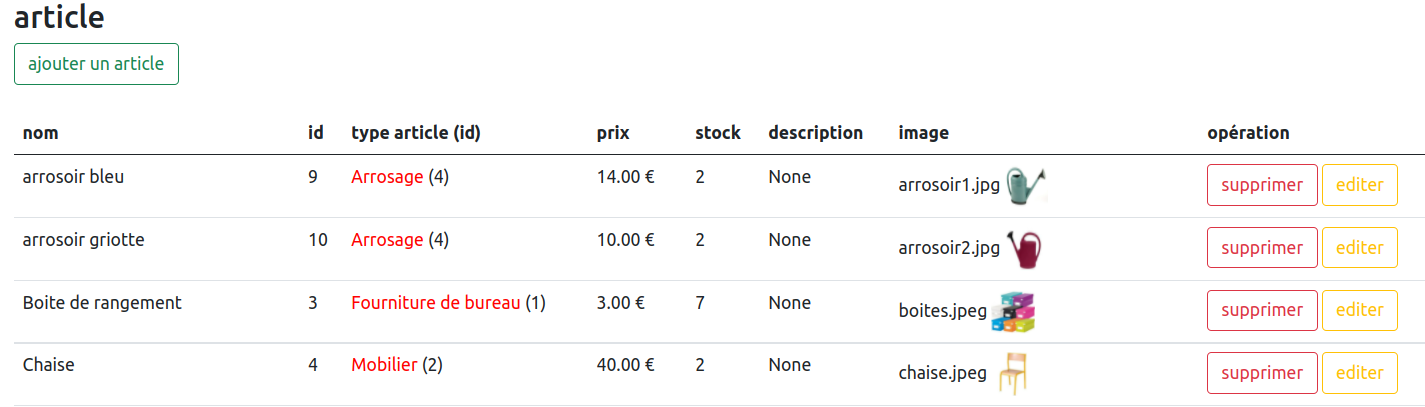 article
ajouter un article
nom id type article (id) prix stock description image opération
arrosoir bleu 9 Arrosage (4) 14.00 € 2 None arrosoir1.jpg supprimer editer
arrosoir griotte 10 Arrosage (4) 10.00 € 2 None arrosoir2.jpg supprimer editer
Boite de rangement 3 Fourniture de bureau (1) 3.00 € 7 None boites.jpeg supprimer editer
Chaise 4 Mobilier (2) 40.00 € 2 None chaise.jpeg supprimer editer